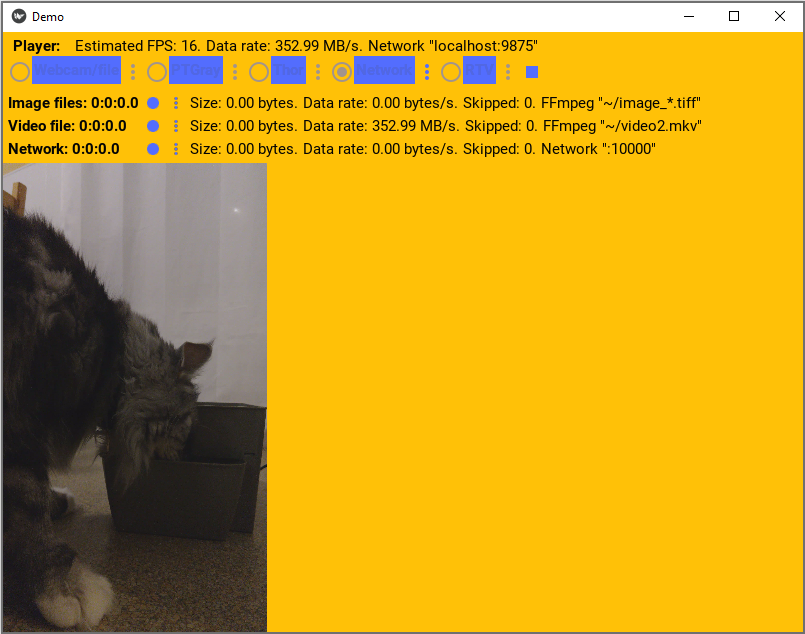 Demo
Player: Estimated FPS: 16. Data rate: 352.99 MB/s. Network "localhost:9875"
Webcam/file PTGray Thor Network RTV
Image files: 0:0:0.0 Size: 0.00 bytes. Data rate: 0.00 bytes/s. Skipped: 0. FFmpeg "~/image_*.tiff"
Video file: 0:0:0.0 Size: 0.00 bytes. Data rate: 352.99 MB/s. Skipped: 0. FFmpeg "~/video2.mkv"
Network: 0:0:0.0 Size: 0.00 bytes. Data rate: 0.00 bytes/s. Skipped: 0. Network ":10000"